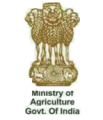 Ministry of
Agriculture
Govt. Of India